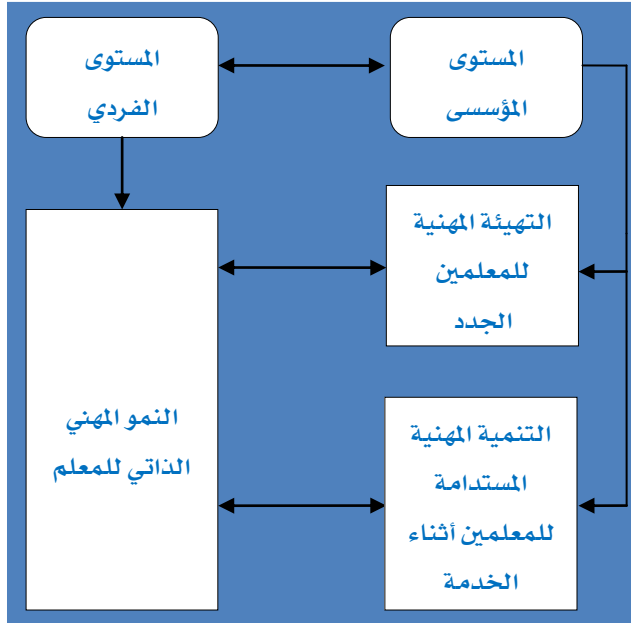 المستوى
المؤسسى
المستوى
الفردي
التهيئة المهنية
للمعلمين
الجدد
النمو المهني
الذاتي للمعلم
التنمية المهنية
المستدامة
للمعلمين أثناء
الخدمة